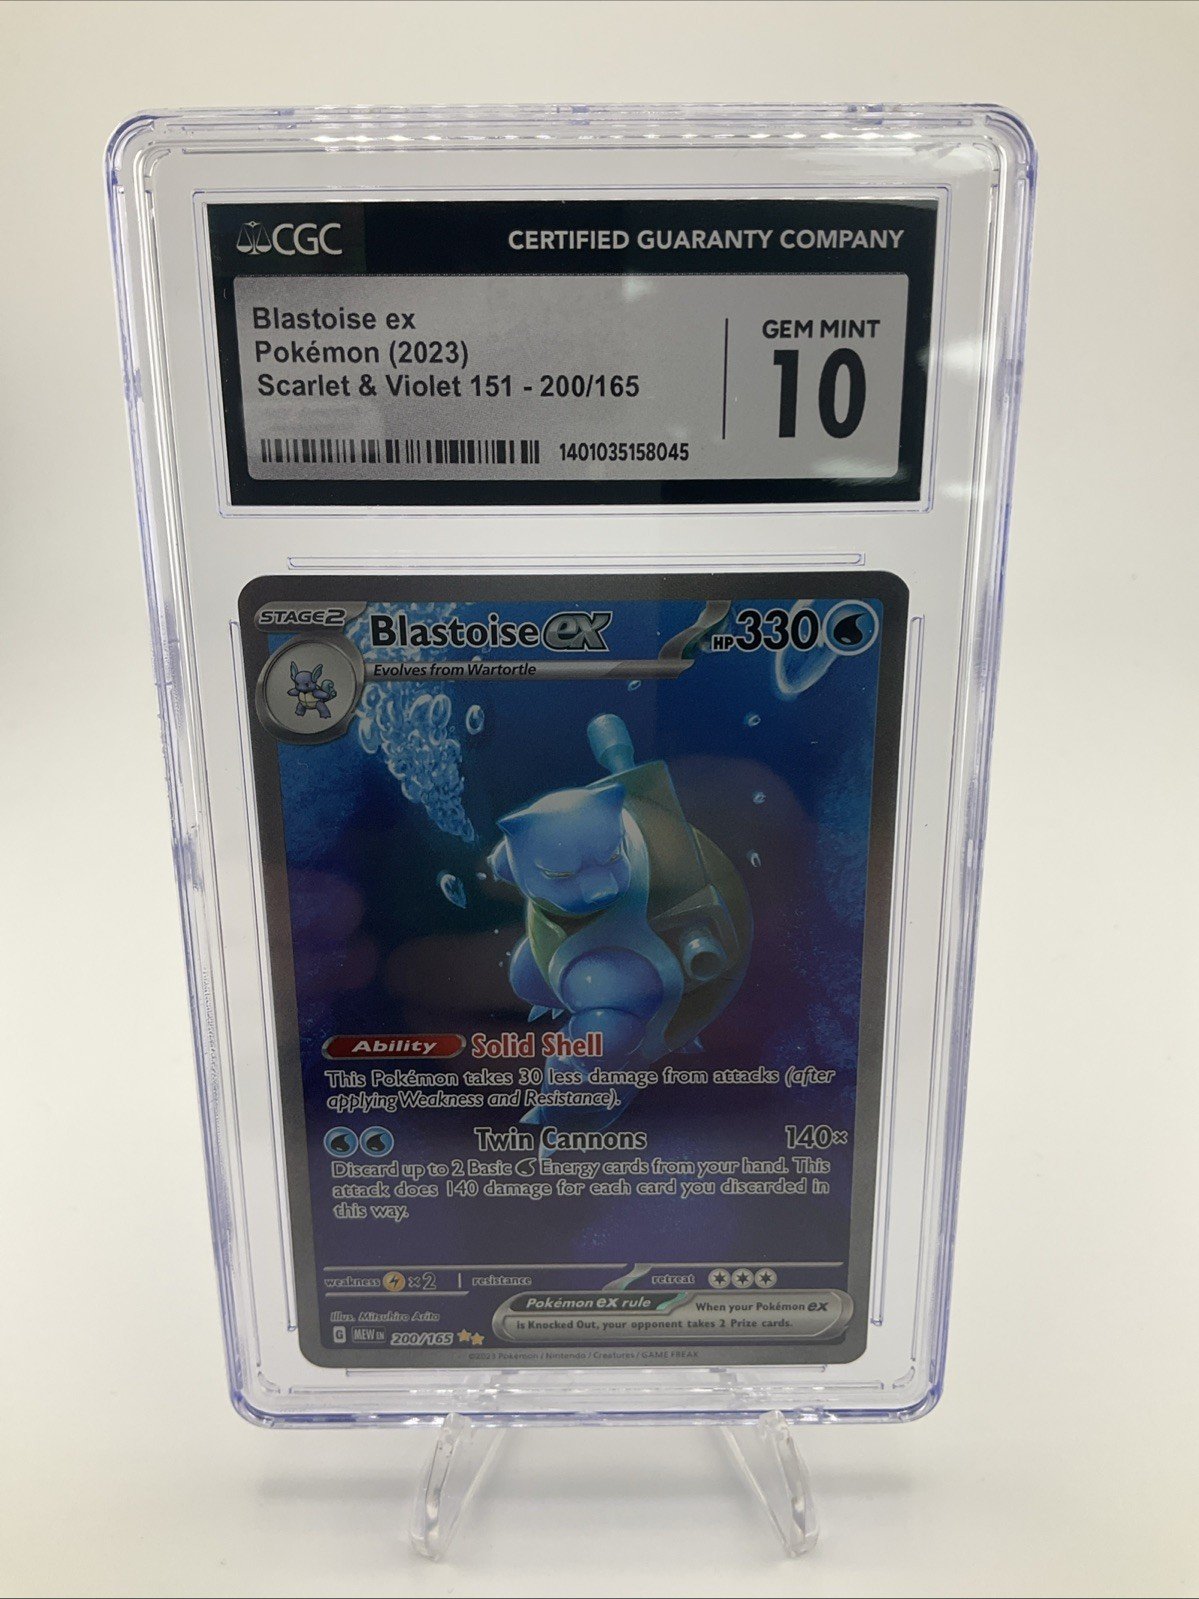 CGC CERTIFIED GUARANTY COMPANY
Blastoise ex
Pokémon (2023)
Scarlet & Violet 151 - 200/165
1401035158045
GEM MINT
10
STAGE2 Blastoise ex HP330
Evolves from Wartortle
Ability Solid Shell
This Pokémon takes 30 less damage from attacks (after
applying Weakness and Resistance).
Twin Cannons 140×
Discard up to 2 Basic Energy cards from your hand. This
attack does 140 damage for each card you discarded in
this way.
weakness ×2 resistance retreat
Illus. Mitsuhiro Arita
G MEW EN 200/165
Pokémon ex rule When your Pokémon ex
is Knocked Out, your opponent takes 2 Prize cards.
©2023 Pokémon / Nintendo / Creatures / GAME FREAK